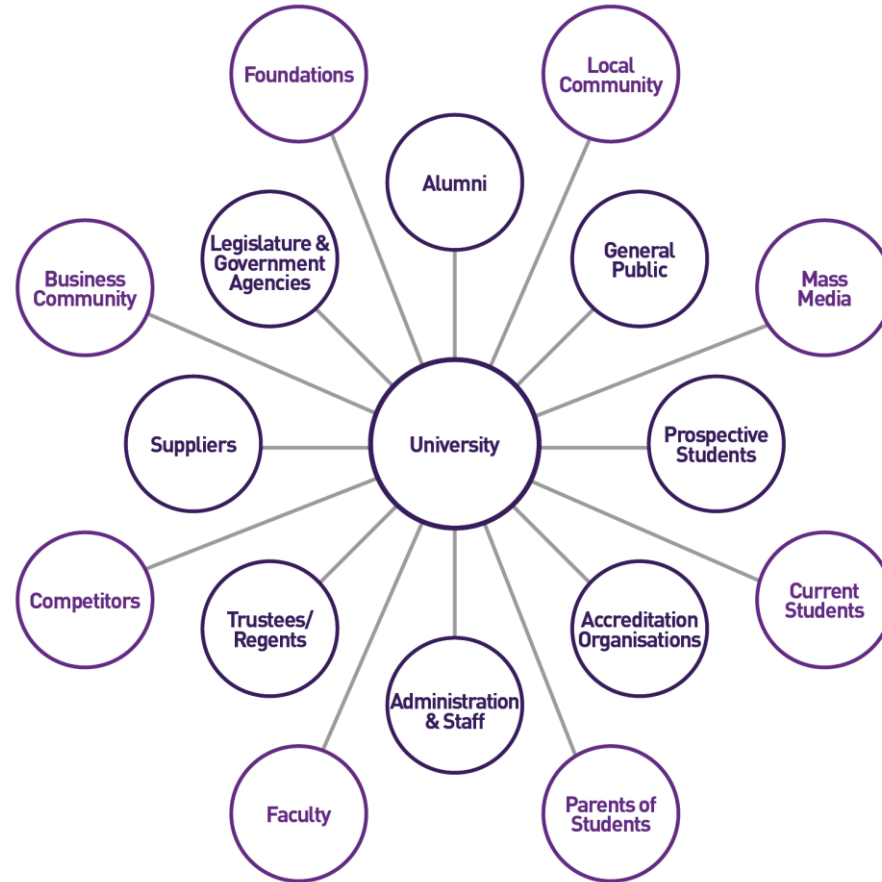 Foundations
Local
Community
Alumni
Legislature &
Government
Agencies
General
Public
Business
Community
Mass
Media
Suppliers
University
Prospective
Students
Competitors
Current
Students
Trustees/
Regents
Accreditation
Organisations
Administration
& Staff
Faculty
Parents of
Students